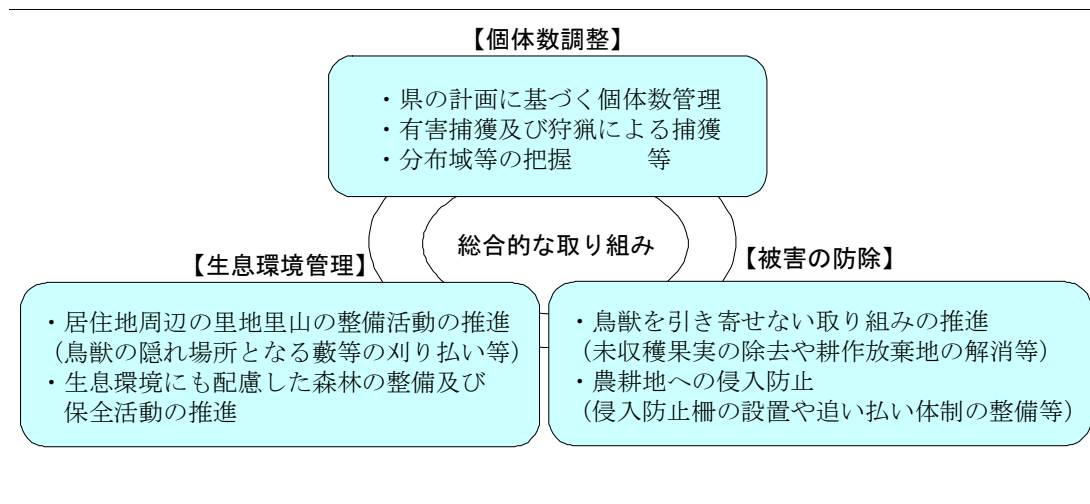 【個体数調整】
・県の計画に基づく個体数管理
・有害捕獲及び狩猟による捕獲
・分布域等の把握　　　等
総合的な取り組み
【生息環境管理】
・居住地周辺の里地里山の整備活動の推進
（鳥獣の隠れ場所となる藪等の刈り払い等）
・生息環境にも配慮した森林の整備及び
保全活動の推進
【被害の防除】
・鳥獣を引き寄せない取り組みの推進
（未収穫果実の除去や耕作放棄地の解消等）
・農耕地への侵入防止
（侵入防止柵の設置や追い払い体制の整備等）